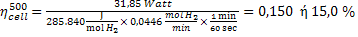 η_cell^500 = (31,85 Watt) / (285.840 J/mol H₂ × 0,0446 mol H₂/min × 1 min/60 sec) = 0,150 ή 15,0 %